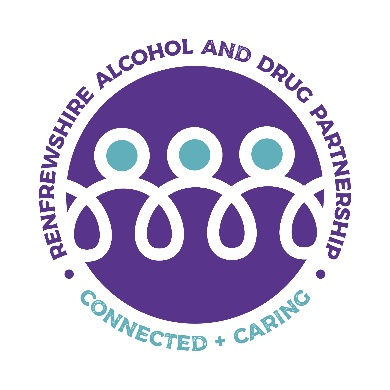 RENFREWSHIRE ALCOHOL AND DRUG PARTNERSHIP
CONNECTED + CARING